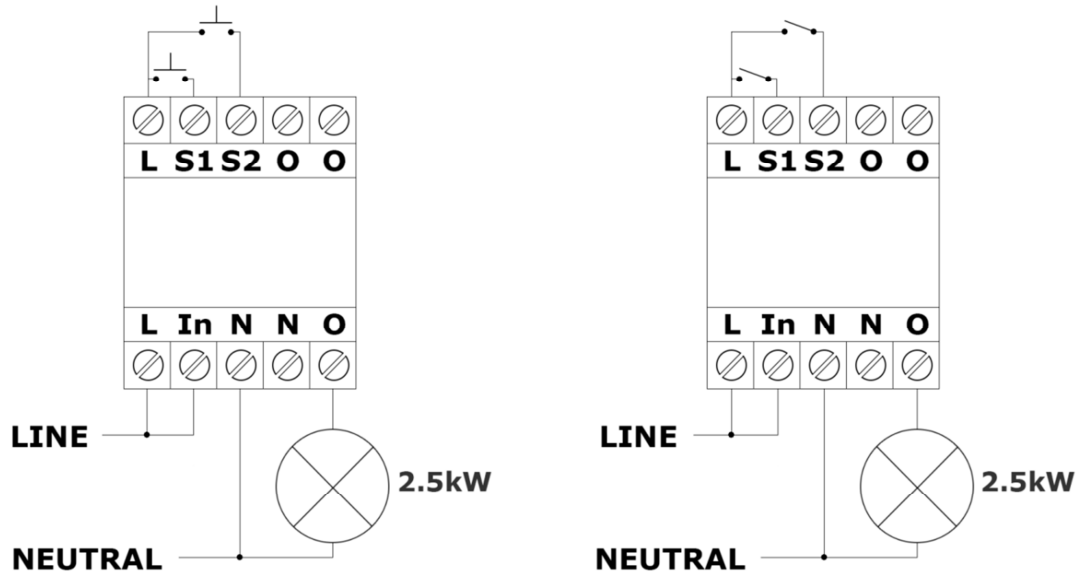 L S1 S2 O O
L In N N O
LINE
2.5kW
NEUTRAL
L S1 S2 O O
L In N N O
LINE
2.5kW
NEUTRAL